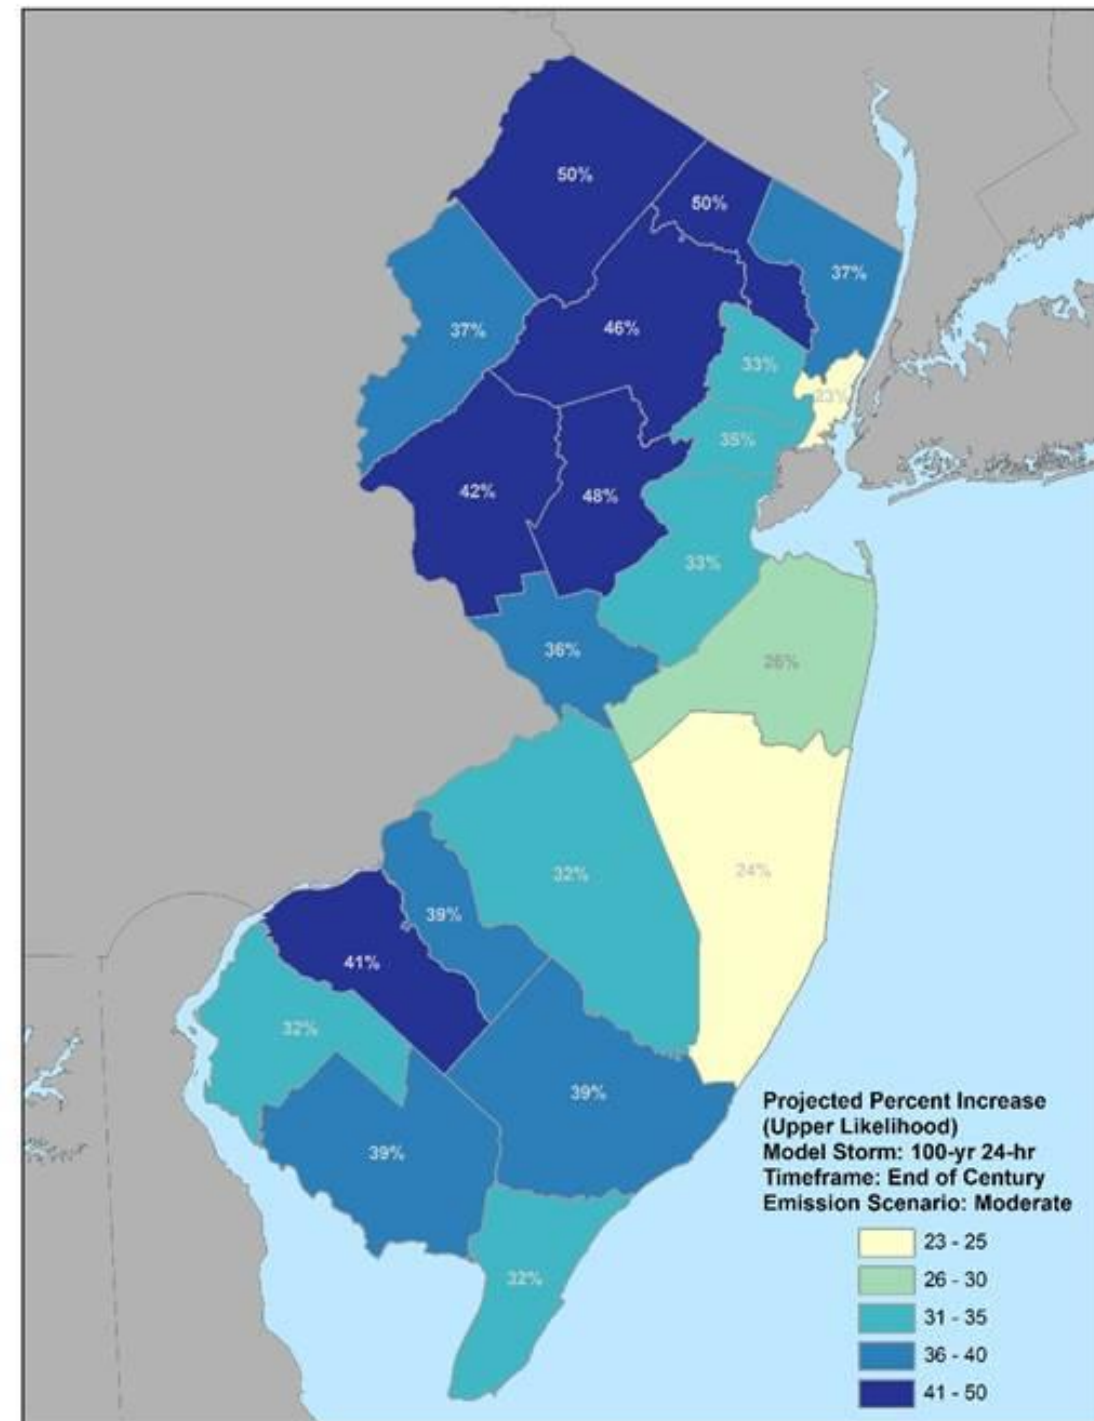 50%
50%
37%
37%
46%
33%
23%
35%
42%
48%
33%
36%
26%
24%
32%
39%
41%
32%
39%
39%
32%
Projected Percent Increase
(Upper Likelihood)
Model Storm: 100-yr 24-hr
Timeframe: End of Century
Emission Scenario: Moderate
23 - 25
26 - 30
31 - 35
36 - 40
41 - 50